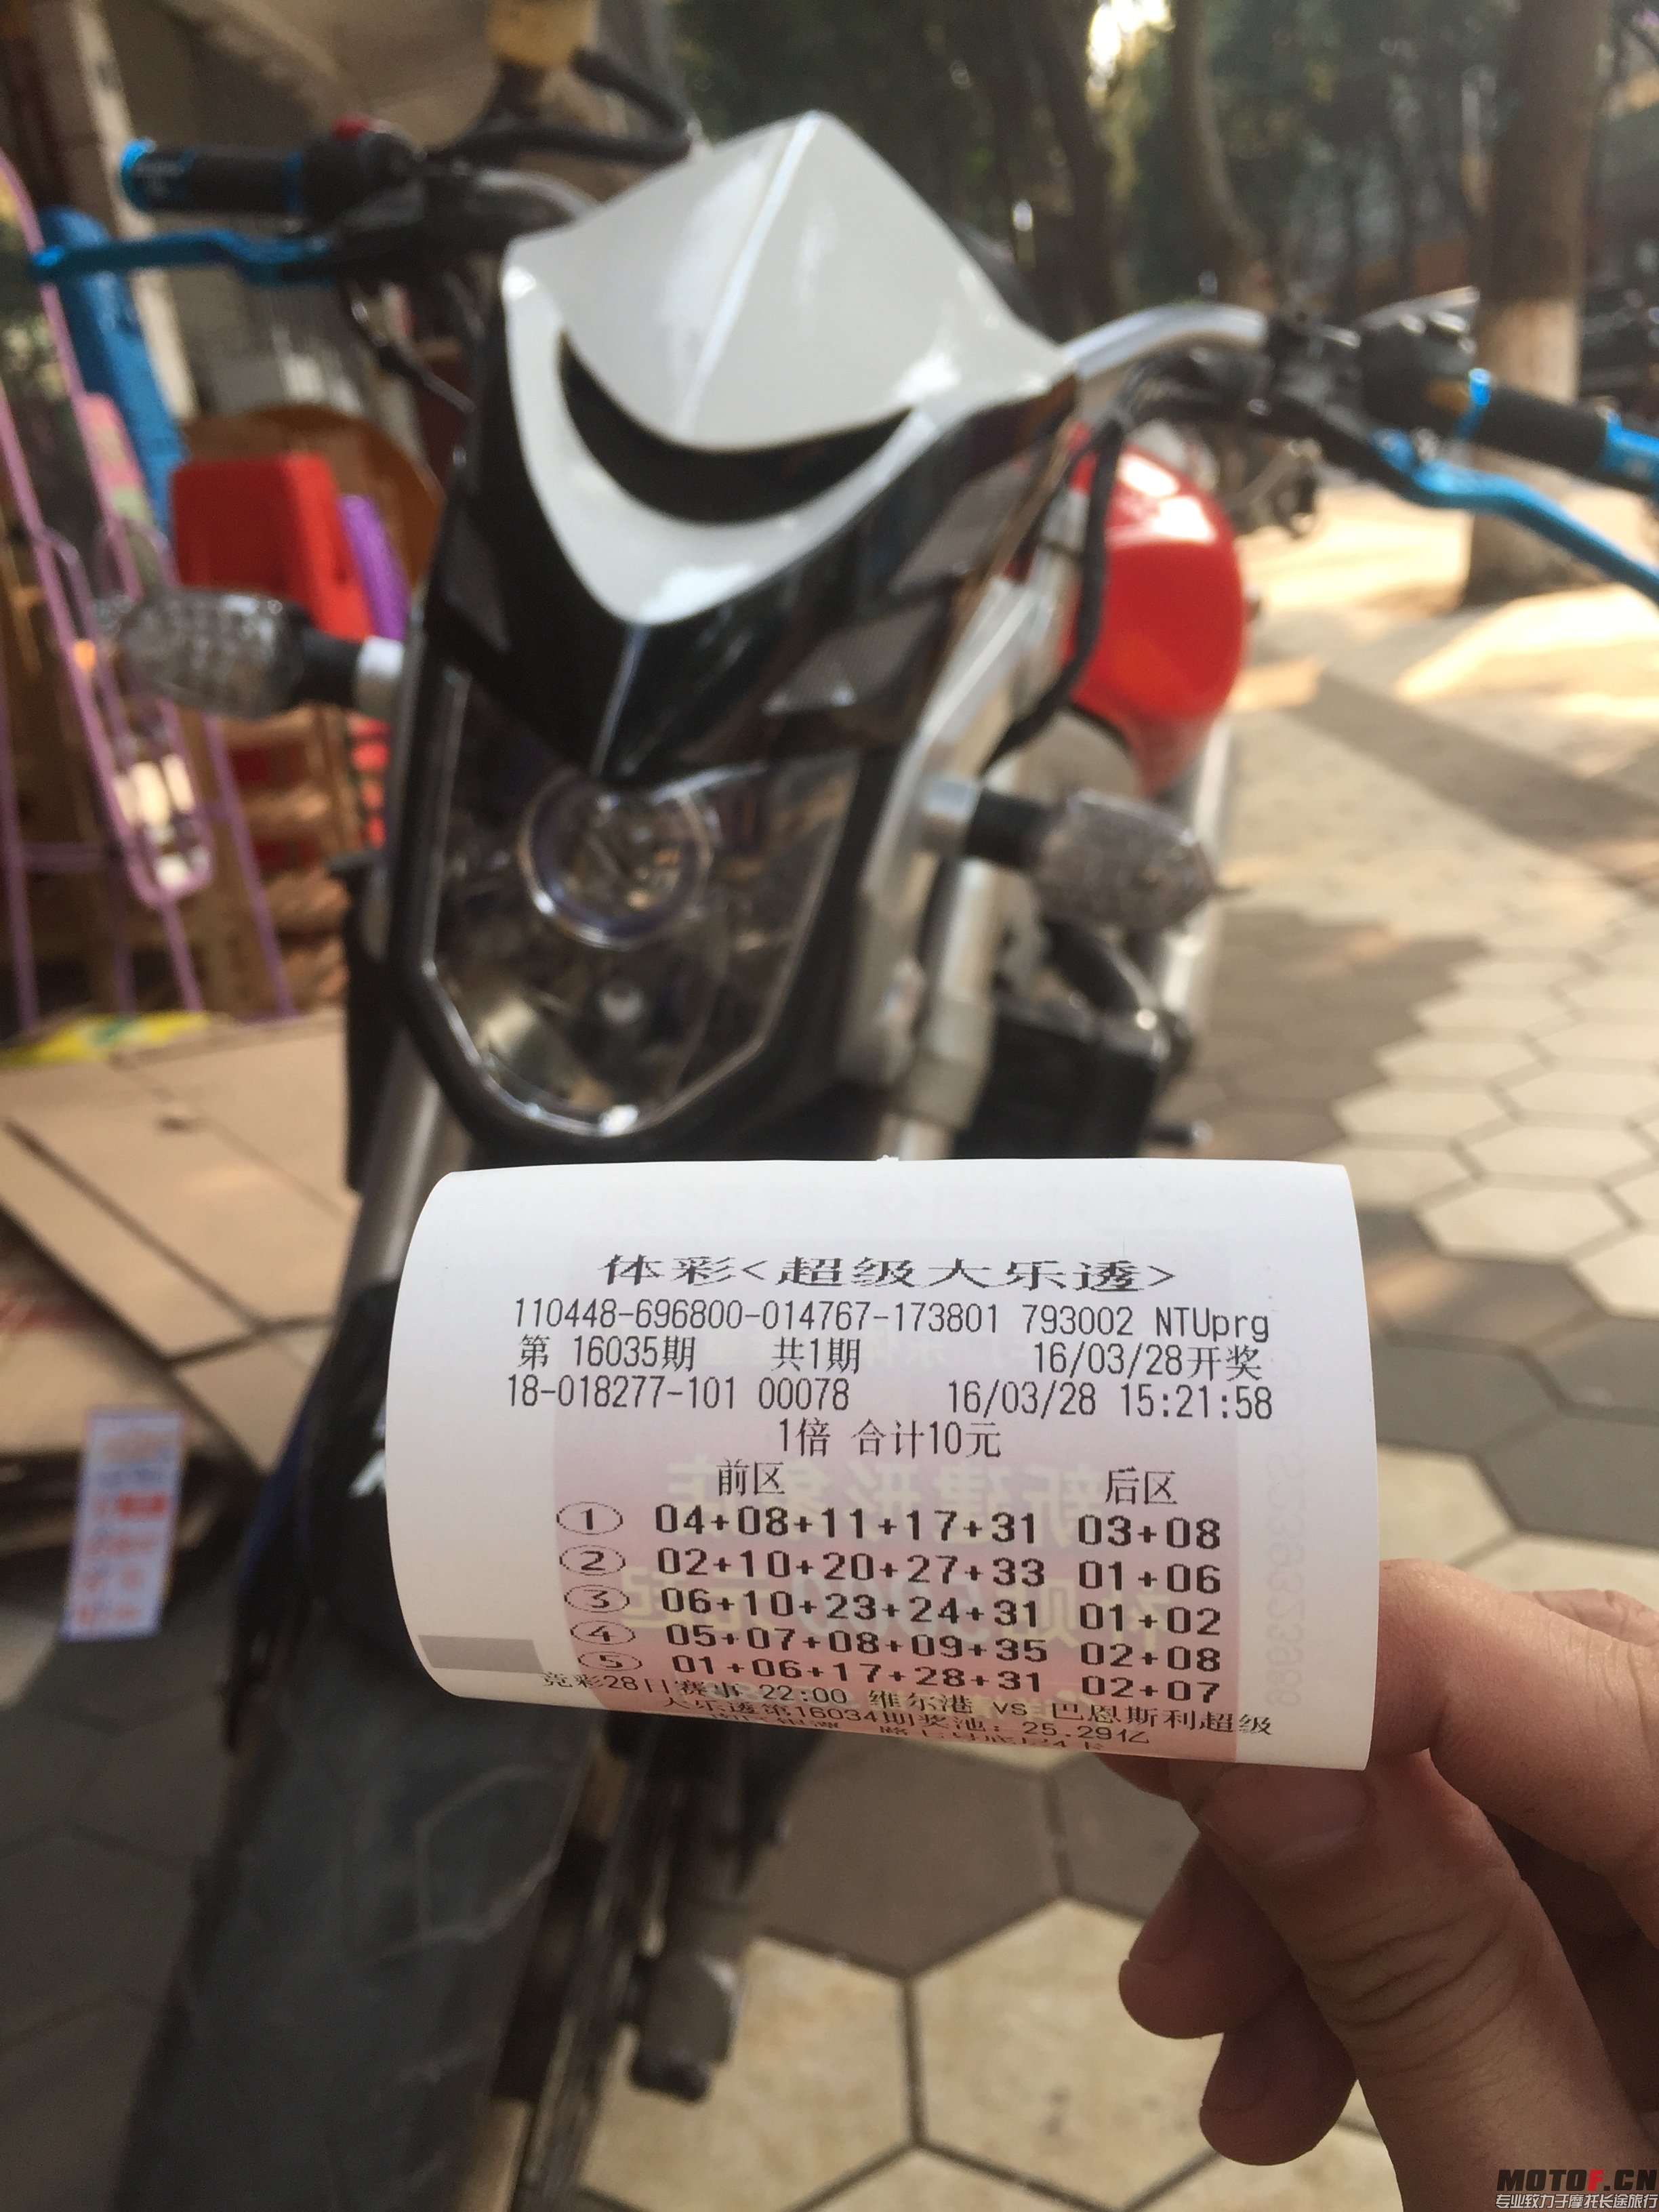 体彩<超级大乐透>
110448-696800-014767-173801 793002 NTUprg
第 16035期 共1期 16/03/28开奖
18-018277-101 00078 16/03/28 15:21:58
1倍 合计10元
前区 后区
① 04+08+11+17+31 03+08
② 02+10+20+27+33 01+06
③ 06+10+23+24+31 01+02
④ 05+07+08+09+35 02+08
⑤ 01+06+17+28+31 02+07
竞彩28日赛事 22:00 维尔港 vs 巴恩斯利超级
大乐透第16034期奖池: 25.29亿
MOTOF.CN
专业致力于摩托长途旅行